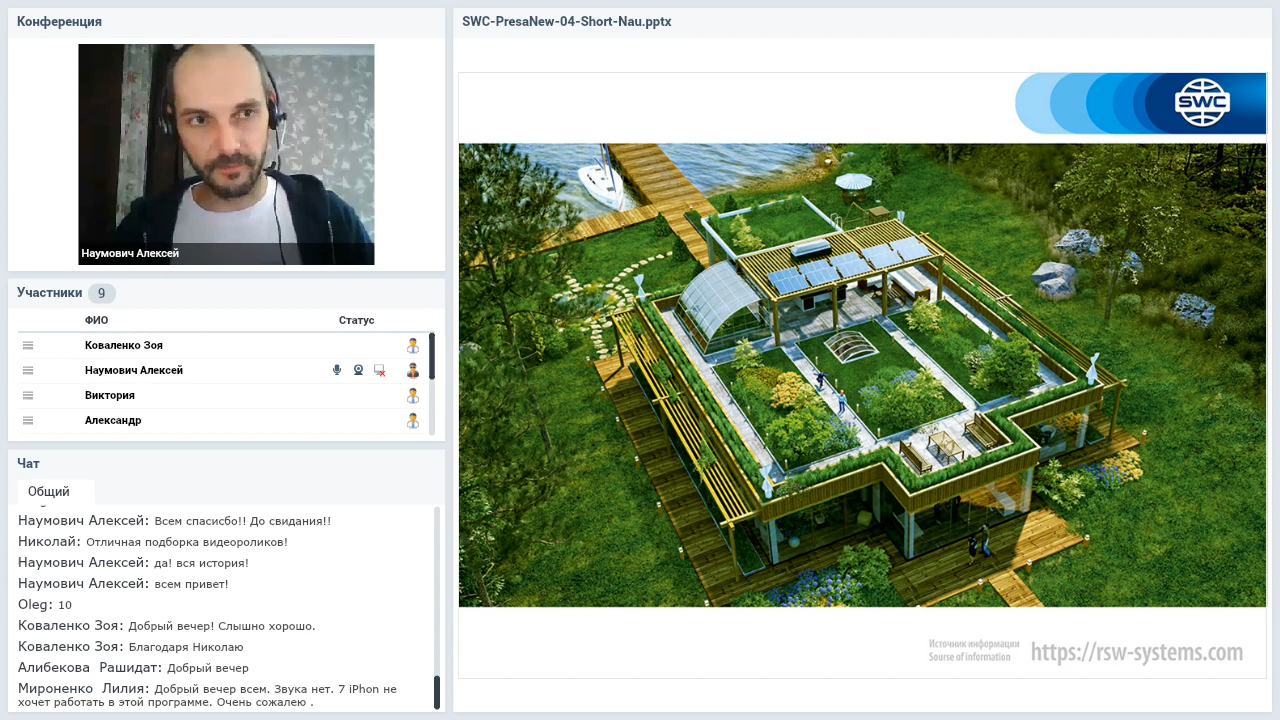 Конференция
Наумович Алексей
Участники 9
ФИО Статус
Коваленко Зоя
Наумович Алексей
Виктория
Александр
Чат
Общий
Наумович Алексей: Всем спасисбо!! До свидания!!
Николай: Отличная подборка видеороликов!
Наумович Алексей: да! вся история!
Наумович Алексей: всем привет!
Oleg: 10
Коваленко Зоя: Добрый вечер! Слышно хорошо.
Коваленко Зоя: Благодаря Николаю
Алибекова Рашидат: Добрый вечер
Мироненко Лилия: Добрый вечер всем. Звука нет. 7 iPhon не
хочет работать в этой программе. Очень сожалею .
SWC-PresaNew-04-Short-Nau.pptx
SWC
Источник информации
Sourse of information
https://rsw-systems.com